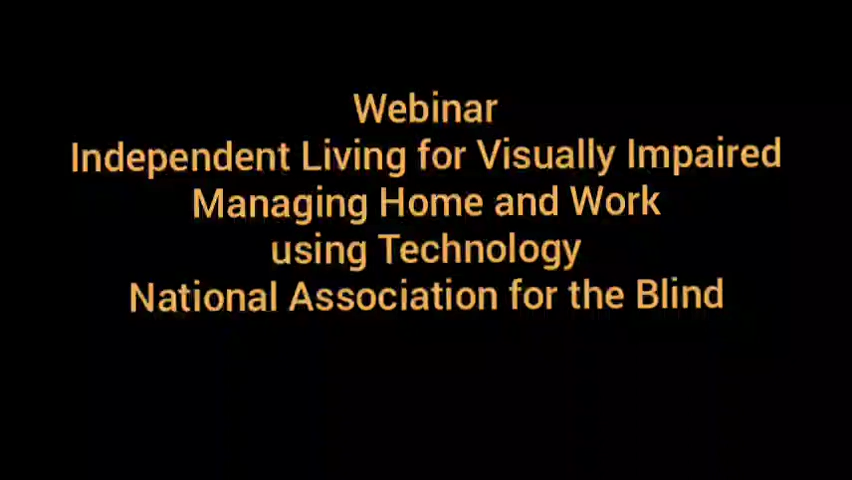 Webinar
Independent Living for Visually Impaired
Managing Home and Work
using Technology
National Association for the Blind